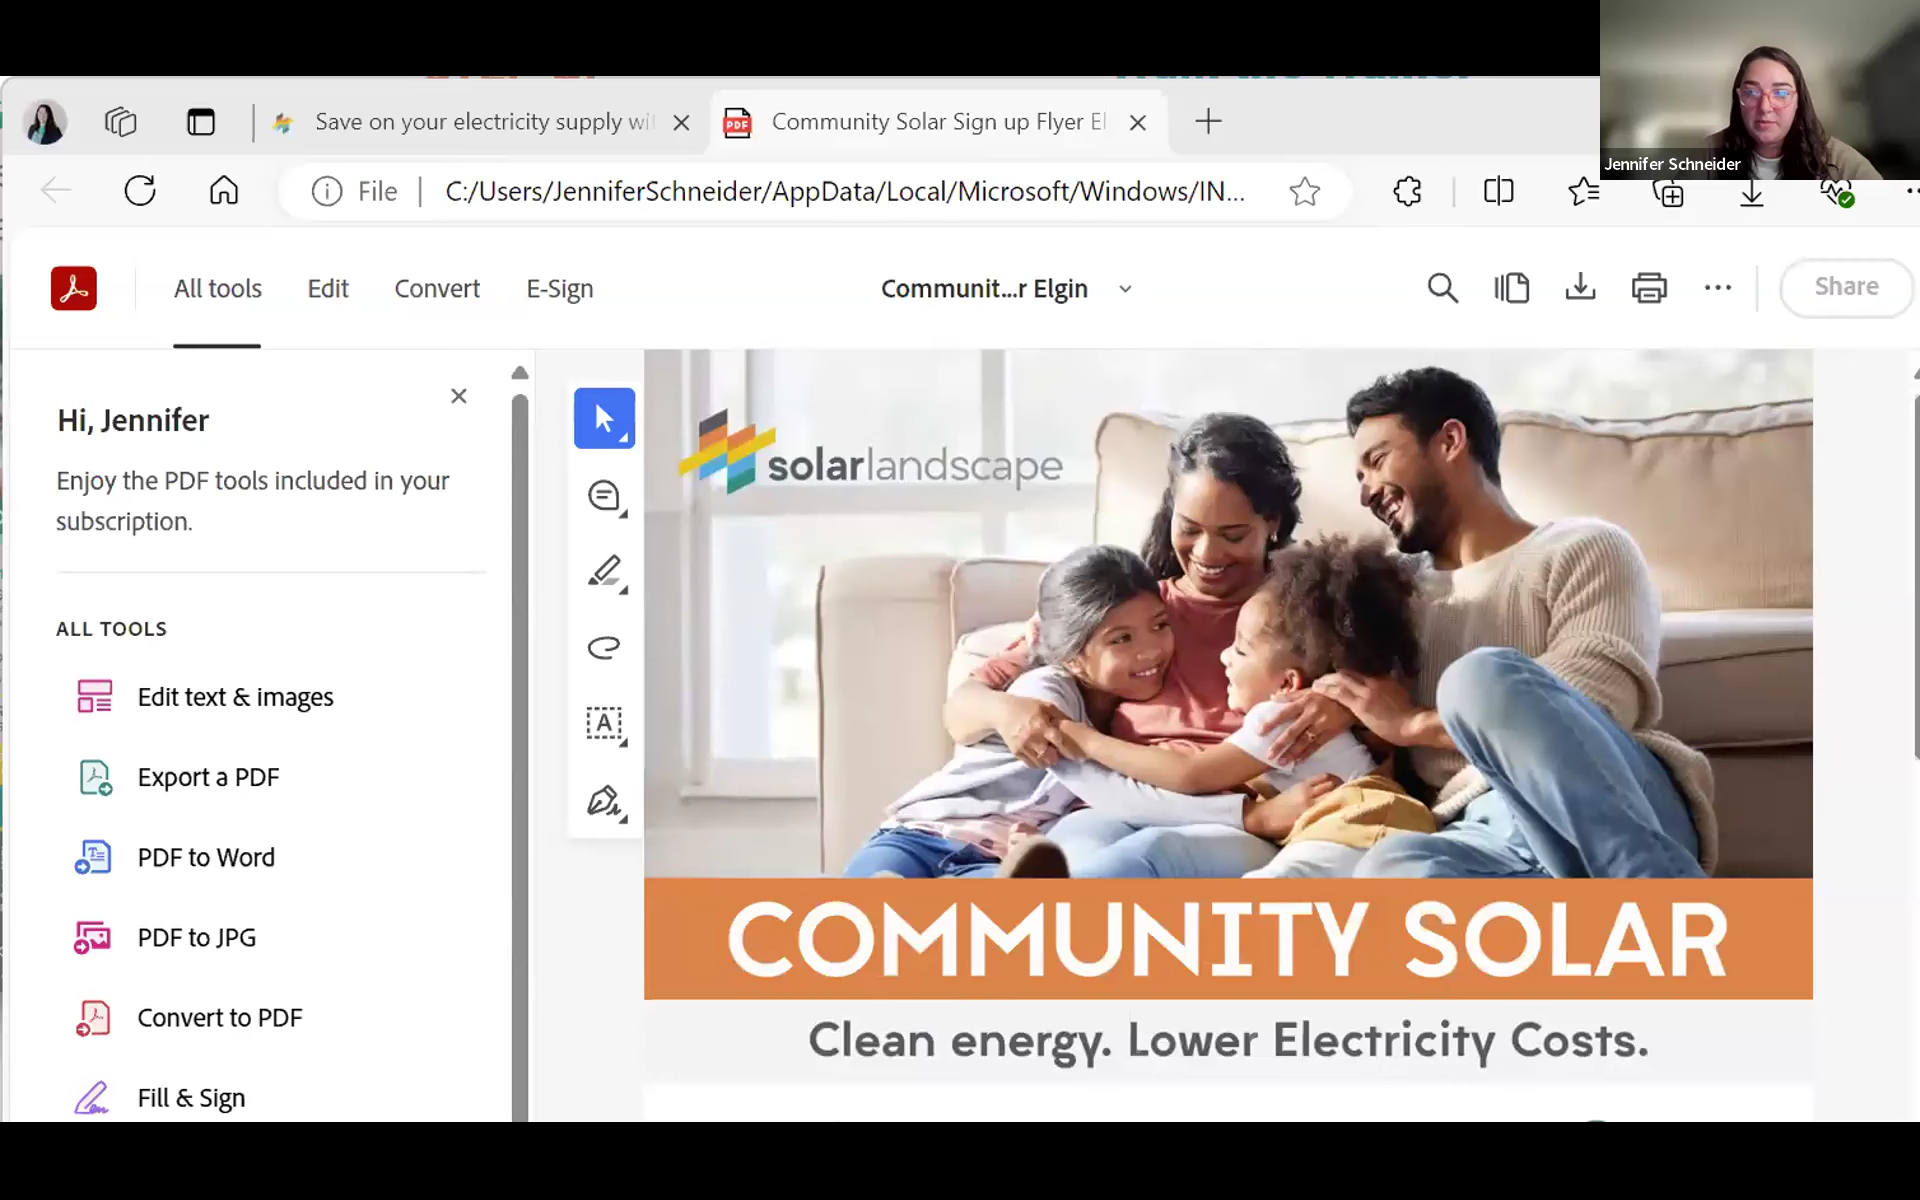 Save on your electricity supply wi
Community Solar Sign up Flyer El
Jennifer Schneider
File
C:/Users/JenniferSchneider/AppData/Local/Microsoft/Windows/IN...
All tools
Edit
Convert
E-Sign
Communit...r Elgin
Share
Hi, Jennifer
Enjoy the PDF tools included in your
subscription.
ALL TOOLS
Edit text & images
Export a PDF
PDF to Word
PDF to JPG
Convert to PDF
Fill & Sign
solarlandscape
COMMUNITY SOLAR
Clean energy. Lower Electricity Costs.